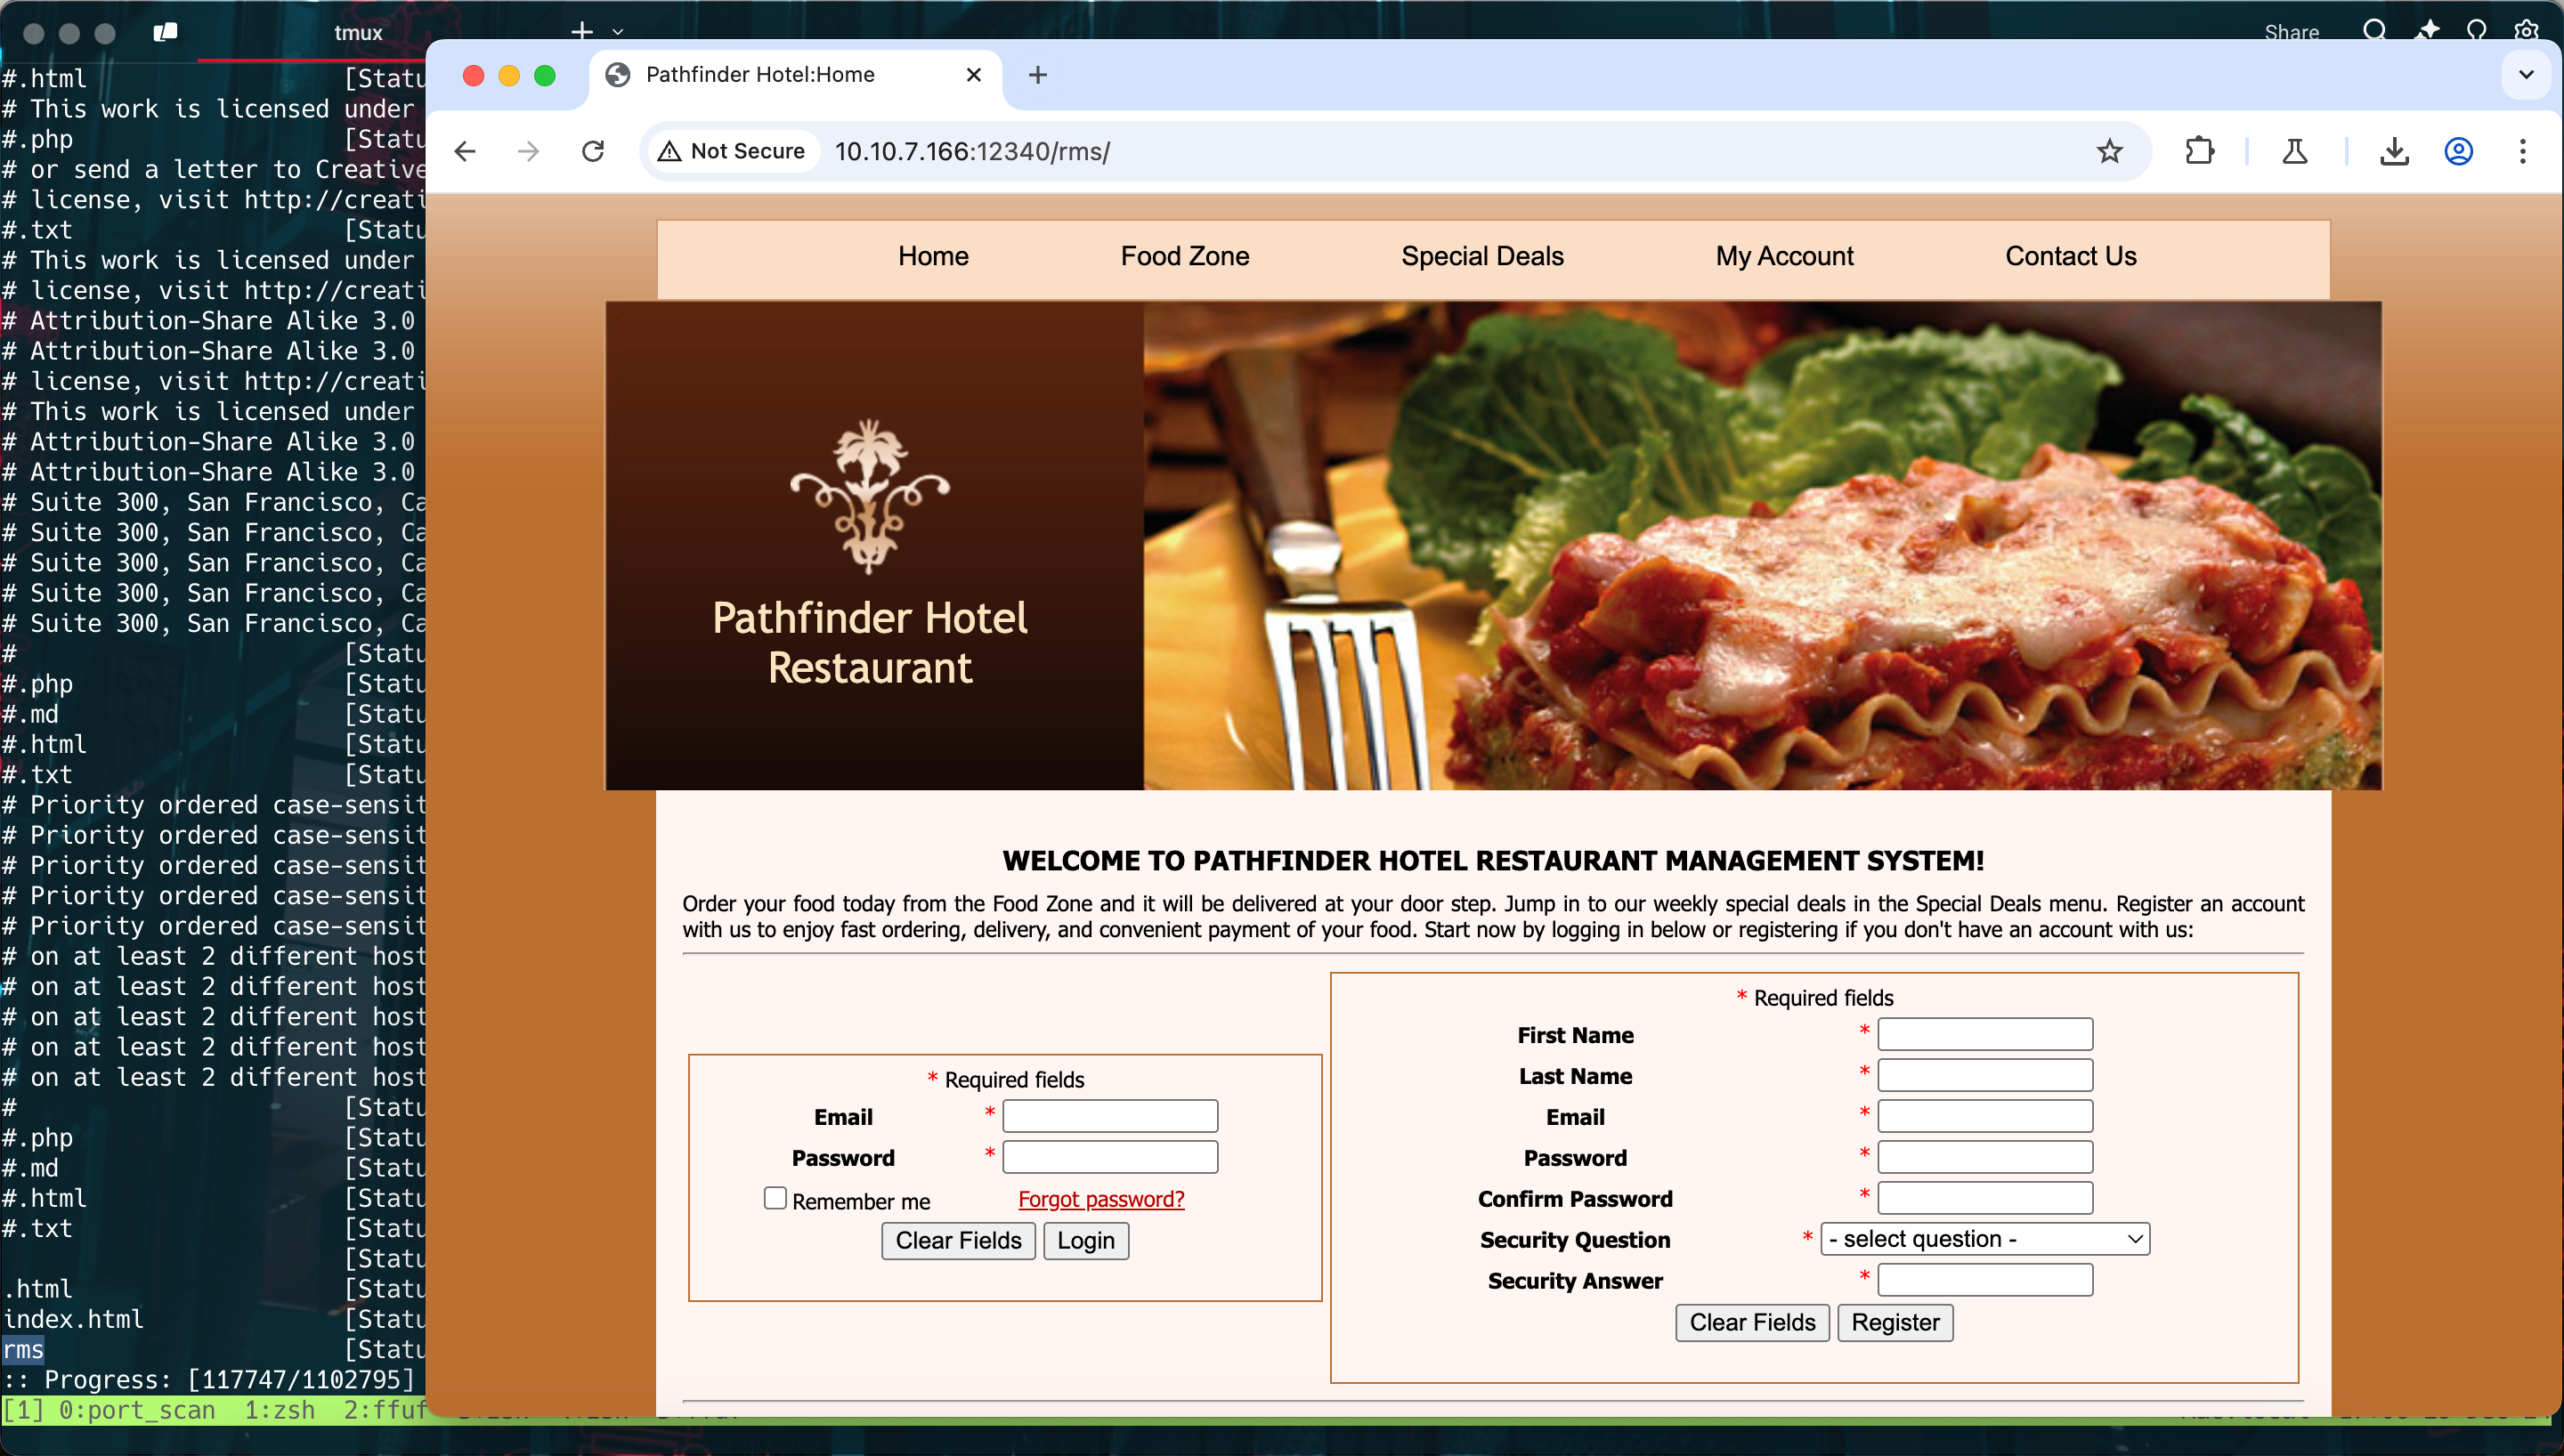 tmux
Share
#.html [Statu
# This work is licensed under
#.php [Statu
# or send a letter to Creative
# license, visit http://creati
#.txt [Statu
# This work is licensed under
# license, visit http://creati
# Attribution-Share Alike 3.0
# Attribution-Share Alike 3.0
# license, visit http://creati
# This work is licensed under
# Attribution-Share Alike 3.0
# Attribution-Share Alike 3.0
# Suite 300, San Francisco, Ca
# Suite 300, San Francisco, Ca
# Suite 300, San Francisco, Ca
# Suite 300, San Francisco, Ca
# Suite 300, San Francisco, Ca
# [Statu
#.php [Statu
#.md [Statu
#.html [Statu
#.txt [Statu
# Priority ordered case-sensit
# Priority ordered case-sensit
# Priority ordered case-sensit
# Priority ordered case-sensit
# Priority ordered case-sensit
# on at least 2 different host
# on at least 2 different host
# on at least 2 different host
# on at least 2 different host
# on at least 2 different host
# [Statu
#.php [Statu
#.md [Statu
#.html [Statu
#.txt [Statu
[Statu
.html [Statu
index.html [Statu
rms [Statu
:: Progress: [117747/1102795]
[1] 0:port_scan 1:zsh 2:ffuf
Pathfinder Hotel:Home
Not Secure 10.10.7.166:12340/rms/
Home Food Zone Special Deals My Account Contact Us
Pathfinder Hotel
Restaurant
WELCOME TO PATHFINDER HOTEL RESTAURANT MANAGEMENT SYSTEM!
Order your food today from the Food Zone and it will be delivered at your door step. Jump in to our weekly special deals in the Special Deals menu. Register an account
with us to enjoy fast ordering, delivery, and convenient payment of your food. Start now by logging in below or registering if you don't have an account with us:
* Required fields
Email *
Password *
Remember me Forgot password?
Clear Fields Login
* Required fields
First Name *
Last Name *
Email *
Password *
Confirm Password *
Security Question * - select question -
Security Answer *
Clear Fields Register